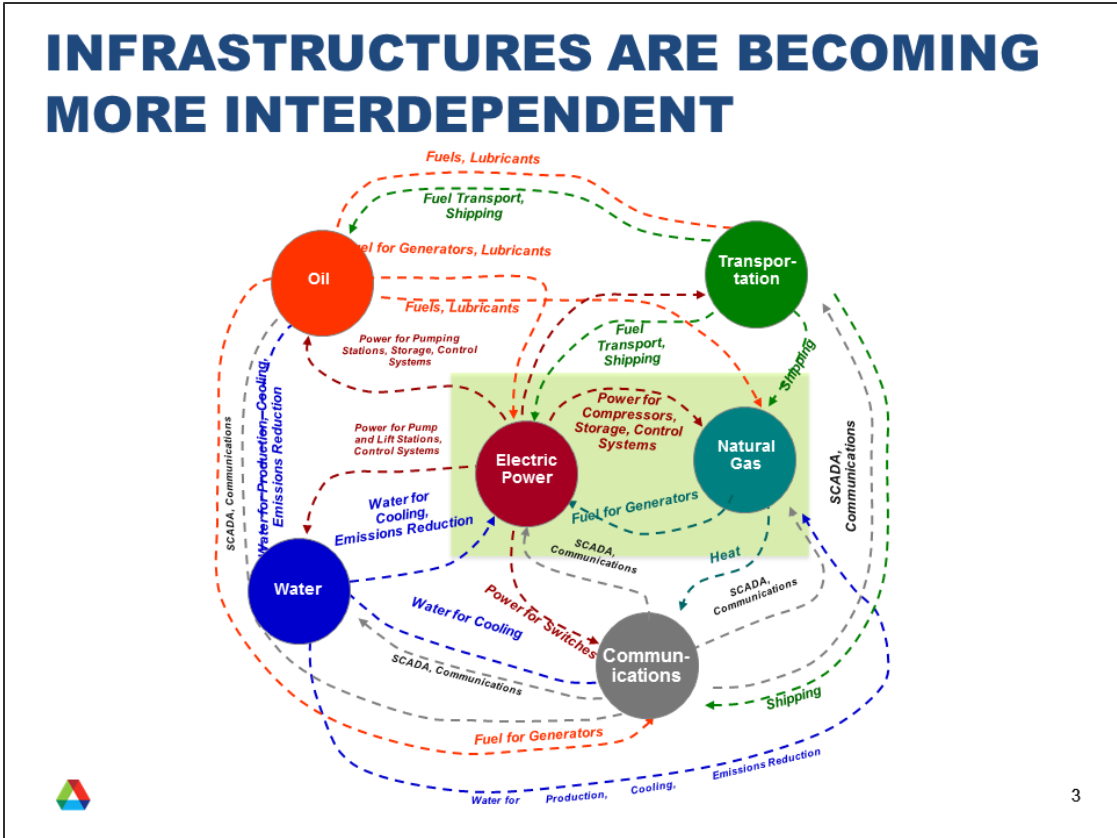 INFRASTRUCTURES ARE BECOMING
MORE INTERDEPENDENT
Fuels, Lubricants
Fuel Transport,
Shipping
Fuel for Generators, Lubricants
Oil
Transpor-
tation
Fuels, Lubricants
Power for Pumping
Stations, Storage, Control
Systems
Fuel
Transport,
Shipping
Shipping
Power for
Compressors,
Storage, Control
Systems
Power for Pump
and Lift Stations,
Control Systems
Electric
Power
Natural
Gas
SCADA, Communications
Water for Production, Cooling,
Emissions Reduction
SCADA,
Communications
Water for
Cooling,
Emissions Reduction
Fuel for Generators
SCADA,
Communications
Heat
SCADA,
Communications
Water
Water for Cooling
Power for Switches
Commun-
ications
SCADA, Communications
Shipping
Fuel for Generators
Water for Production, Cooling, Emissions Reduction
3